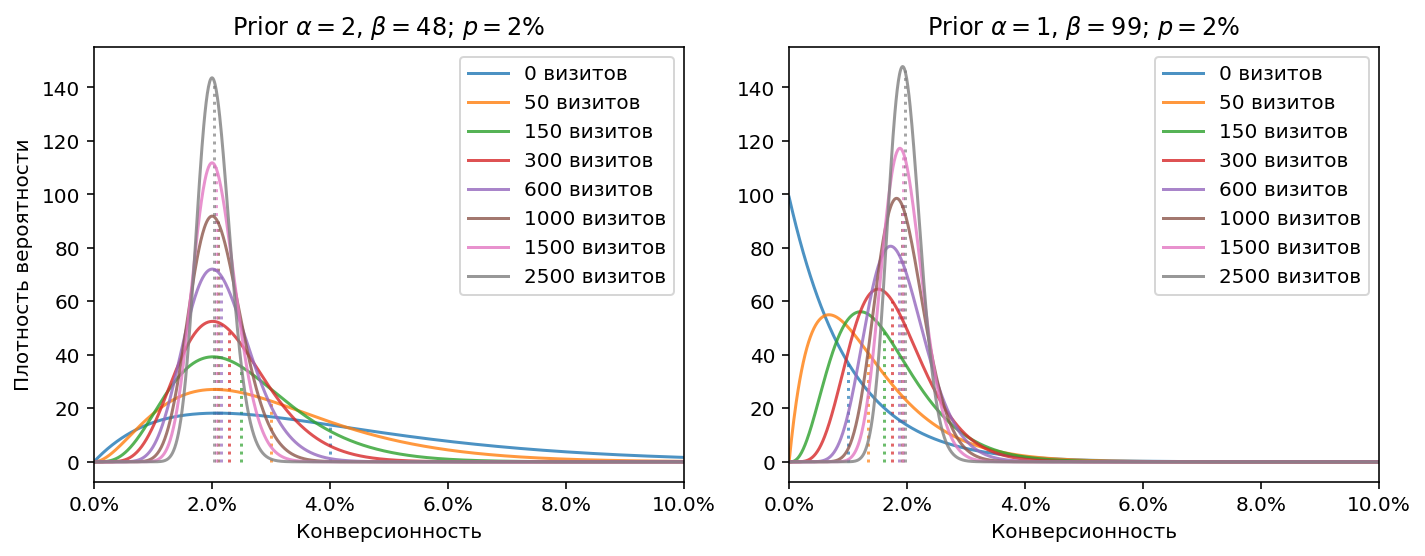 Prior α = 2, β = 48; p = 2%
Плотность вероятности
140
120
100
80
60
40
20
0
0 визитов
50 визитов
150 визитов
300 визитов
600 визитов
1000 визитов
1500 визитов
2500 визитов
0.0% 2.0% 4.0% 6.0% 8.0% 10.0%
Конверсионность
Prior α = 1, β = 99; p = 2%
140
120
100
80
60
40
20
0
0 визитов
50 визитов
150 визитов
300 визитов
600 визитов
1000 визитов
1500 визитов
2500 визитов
0.0% 2.0% 4.0% 6.0% 8.0% 10.0%
Конверсионность